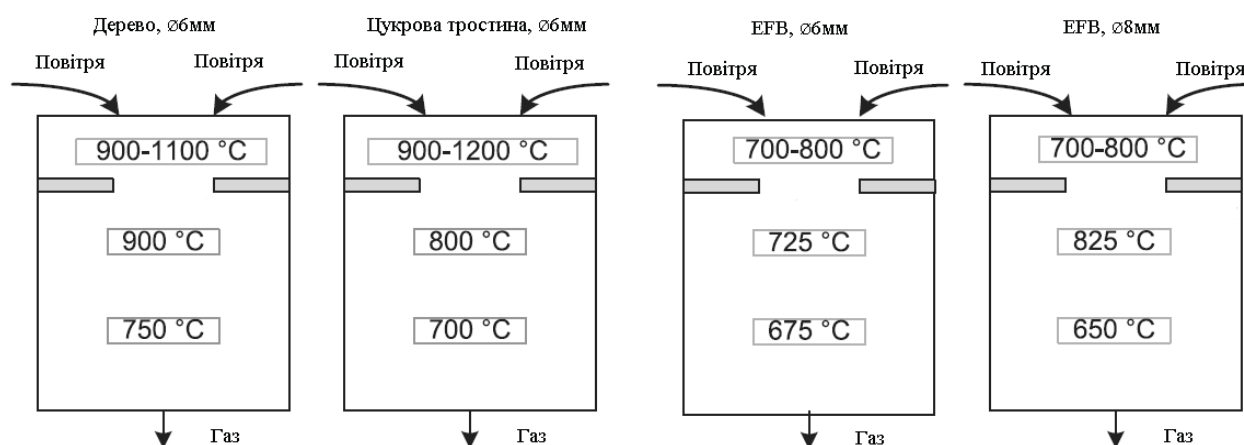 Дерево, ⌀6мм
Повітря Повітря
900-1100 °C
900 °C
750 °C
Газ
Цукрова тростина, ⌀6мм
Повітря Повітря
900-1200 °C
800 °C
700 °C
Газ
EFB, ⌀6мм
Повітря Повітря
700-800 °C
725 °C
675 °C
Газ
EFB, ⌀8мм
Повітря Повітря
700-800 °C
825 °C
650 °C
Газ